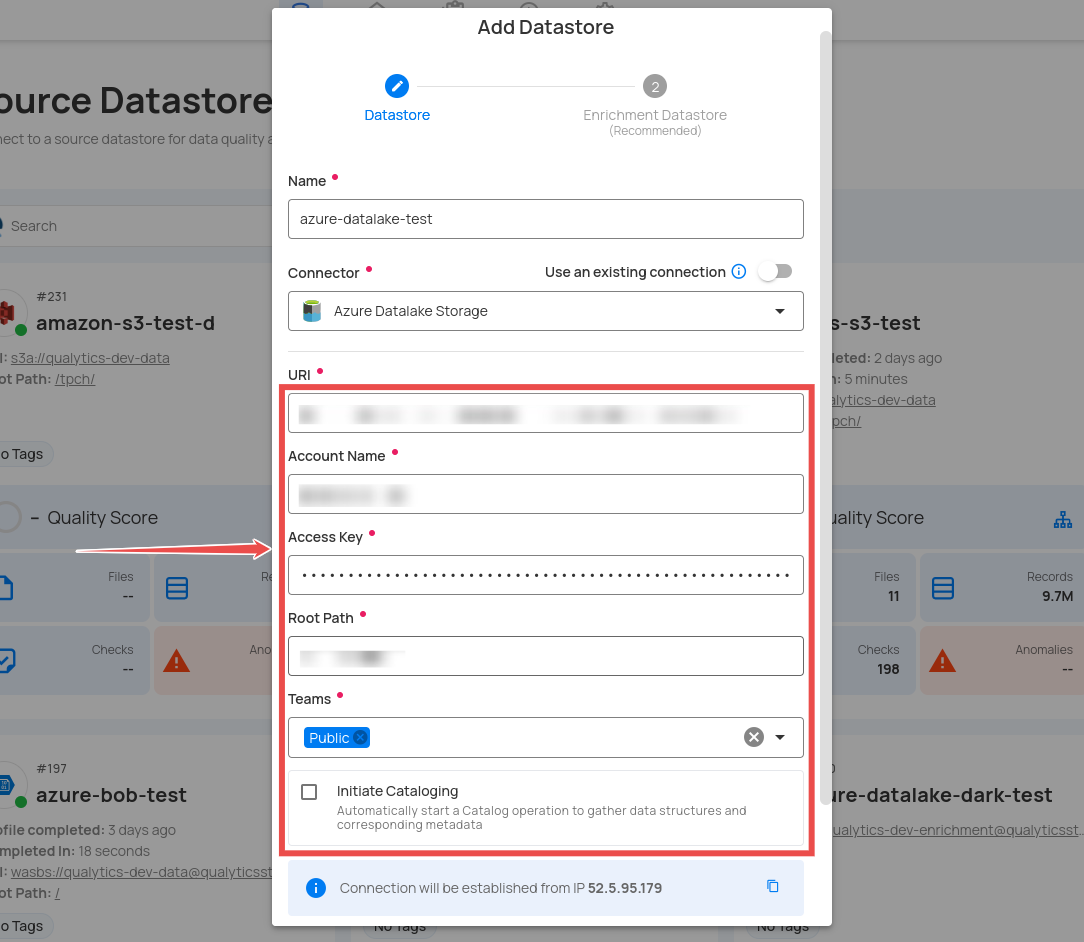 Add Datastore
2
Datastore
Enrichment Datastore
(Recommended)
Name
azure-datalake-test
Connector
Use an existing connection
Azure Datalake Storage
URI
Account Name
Access Key
Root Path
Teams
Public
Initiate Cataloging
Automatically start a Catalog operation to gather data structures and
corresponding metadata
Connection will be established from IP 52.5.95.179
ource Datastore
nect to a source datastore for data quality a
Search
#231
amazon-s3-test-d
s3a://qualytics-dev-data
ot Path: /tpch/
o Tags
– Quality Score
Files
--
Re
Checks
--
Ano
#197
azure-bob-test
ofile completed: 3 days ago
mpleted In: 18 seconds
wasbs://qualytics-dev-data@qualyticsst
ot Path: /
o Tags
No Tags
s-s3-test
leted: 2 days ago
n: 5 minutes
alytics-dev-data
pch/
uality Score
Files
11
Records
9.7M
Checks
198
Anomalies
--
ure-datalake-dark-test
ualytics-dev-enrichment@qualyticsst...
No Tags